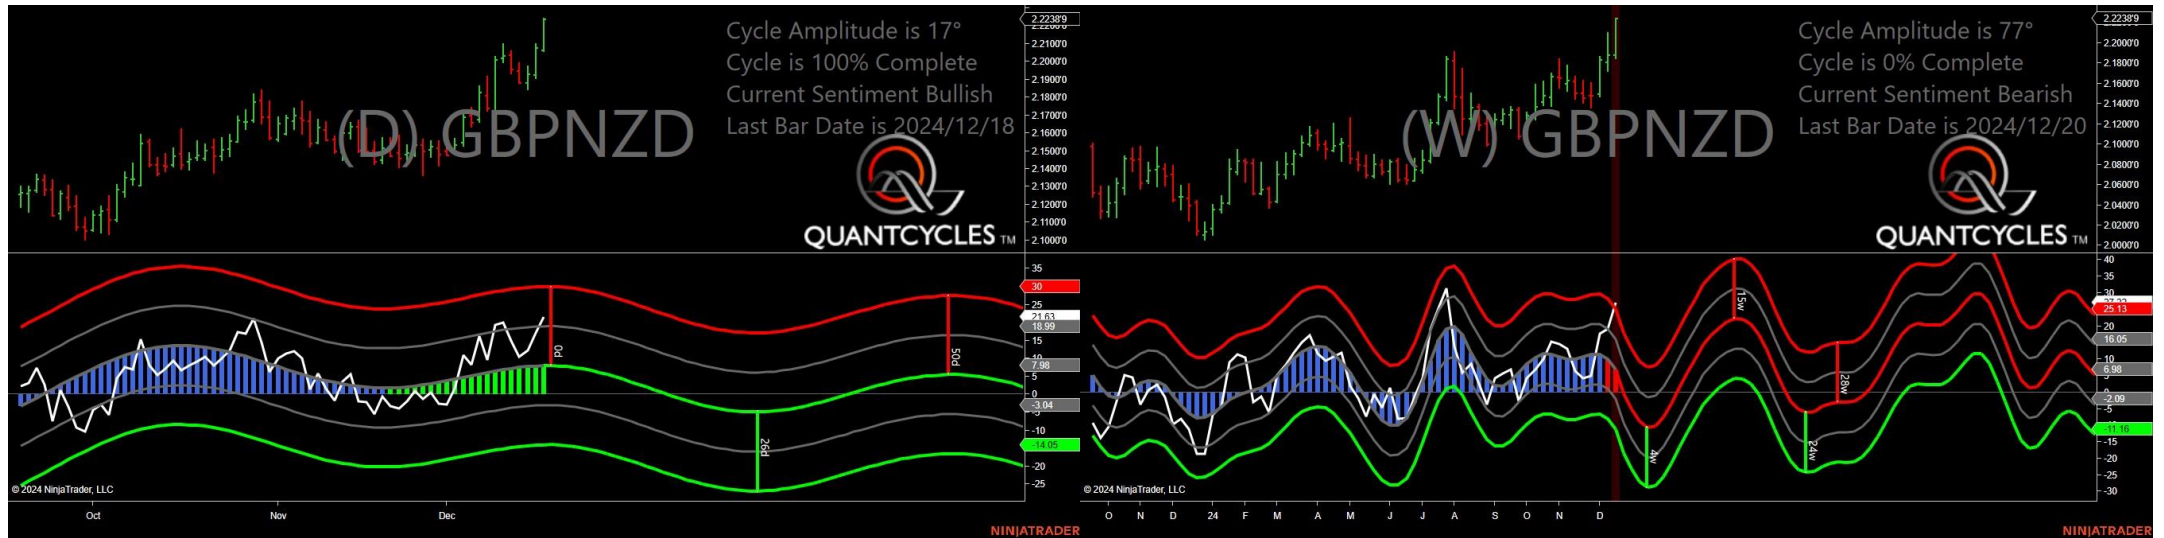 Cycle Amplitude is 17°
Cycle is 100% Complete
Current Sentiment Bullish
Last Bar Date is 2024/12/18
(D) GBPNZD
QUANTCYCLES TM
2.2238'9
2.2100'0
2.2000'0
2.1900'0
2.1800'0
2.1700'0
2.1600'0
2.1500'0
2.1300'0
2.1200'0
2.1100'0
2.1000'0
35
30
25
21.63
18.99
15
10
7.98
5
0
-3.04
-5
-10
-14.05
-20
-25
0d
26d
50d
© 2024 NinjaTrader, LLC
Oct
Nov
Dec
NINJATRADER
Cycle Amplitude is 77°
Cycle is 0% Complete
Current Sentiment Bearish
Last Bar Date is 2024/12/20
(W) GBPNZD
QUANTCYCLES TM
2.2238'9
2.2000'0
2.1800'0
2.1600'0
2.1400'0
2.1200'0
2.1000'0
2.0800'0
2.0600'0
2.0400'0
2.0200'0
2.0000'0
40
35
30
25.13
20
16.05
10
6.98
-2.09
-5
-11.16
-15
-20
-25
-30
4w
15w
24w
28w
© 2024 NinjaTrader, LLC
O N D 24 F M A M J J A S O N D
NINJATRADER